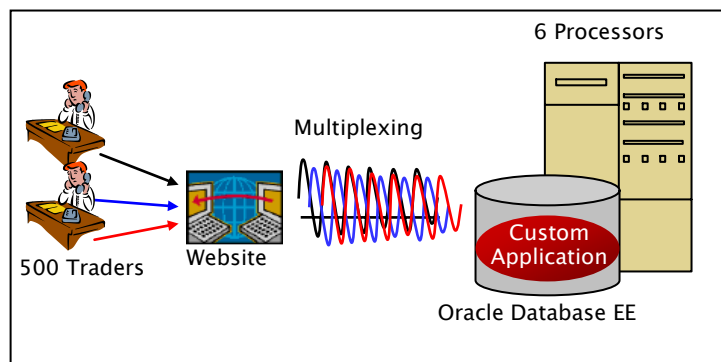 6 Processors
Multiplexing
500 Traders
Website
Custom
Application
Oracle Database EE